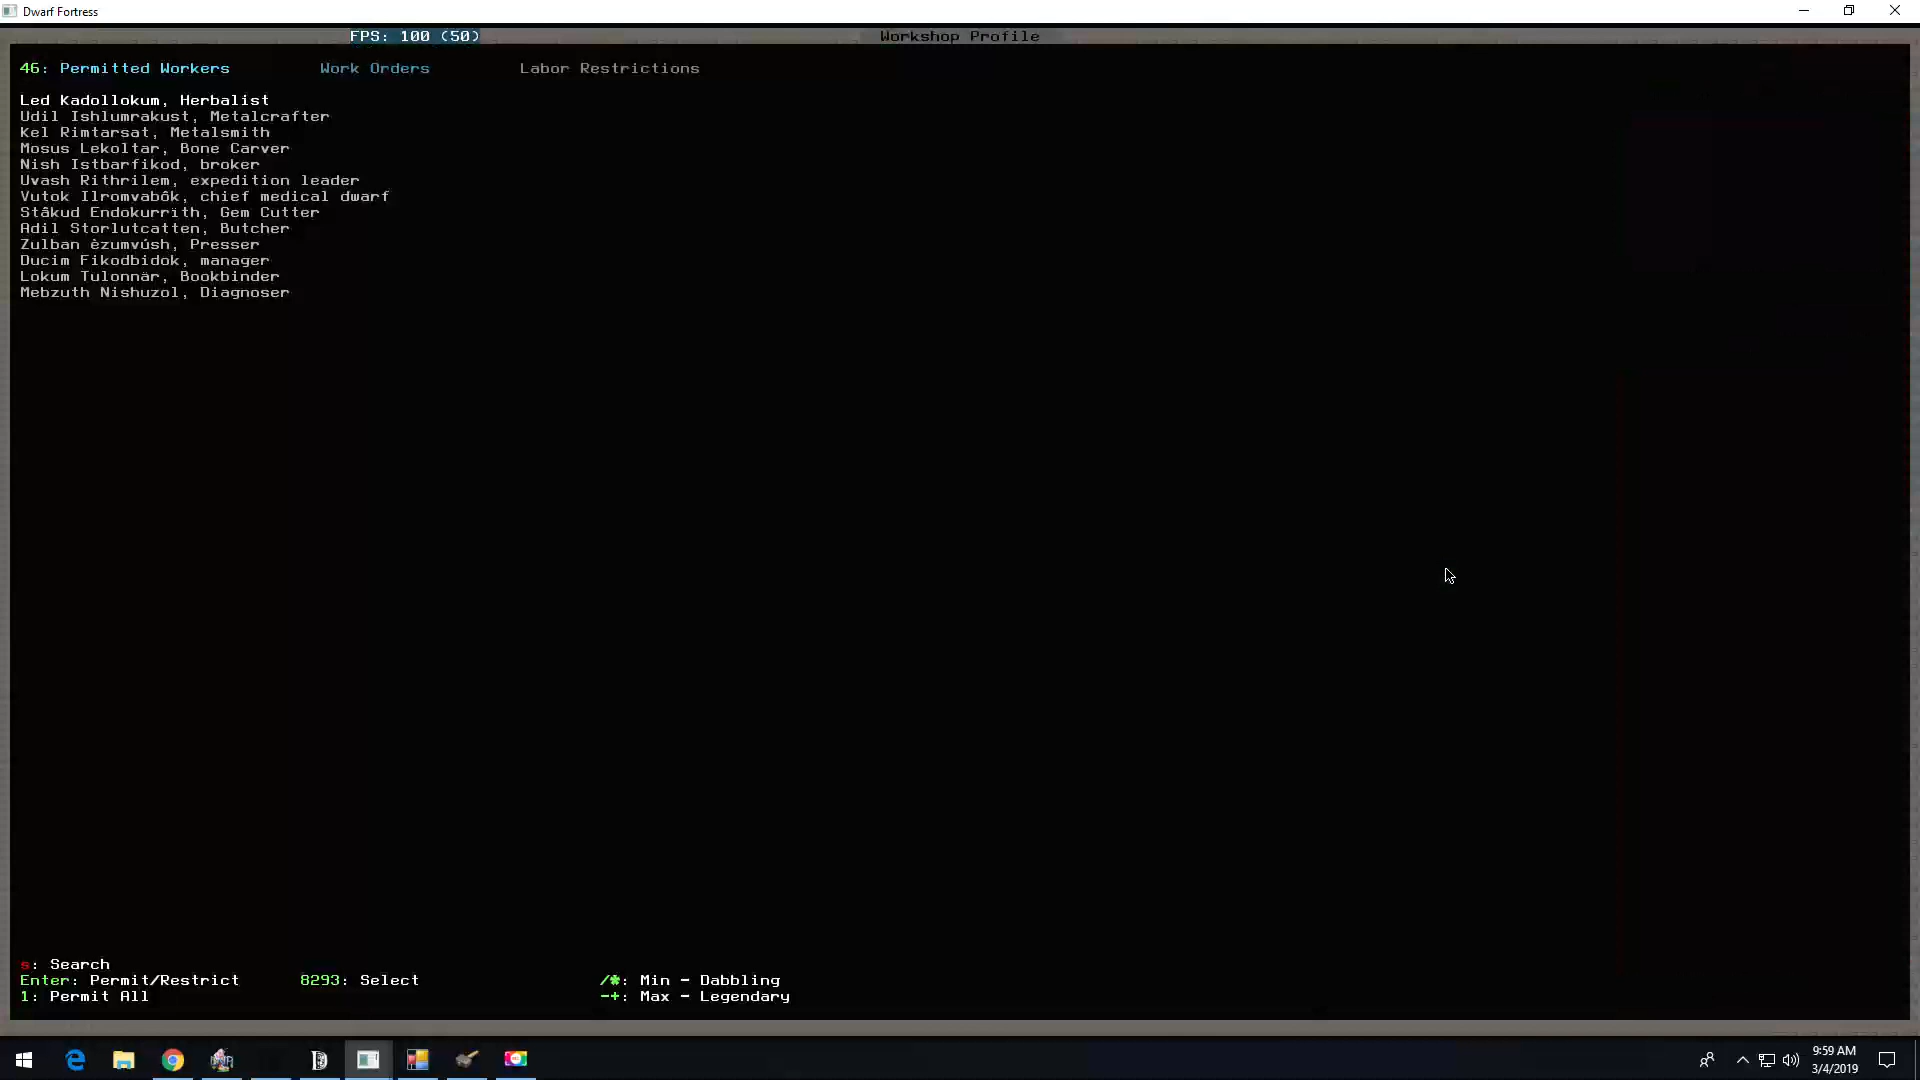 Dwarf Fortress
FPS: 100 (50) Workshop Profile
46: Permitted Workers Work Orders Labor Restrictions
Led Kadollokum, Herbalist
Udil Ishlumrakust, Metalcrafter
Kel Rimtarsat, Metalsmith
Mosus Lekoltar, Bone Carver
Nish Istbarfikod, broker
Uvash Rithrilem, expedition leader
Vutok Ilromvabôk, chief medical dwarf
Stâkud Endokurrith, Gem Cutter
Adil Storlutcatten, Butcher
Zulban èzumvúsh, Presser
Ducim Fikodbidok, manager
Lokum Tulonnär, Bookbinder
Mebzuth Nishuzol, Diagnoser
s: Search
Enter: Permit/Restrict 8293: Select /*: Min - Dabbling
1: Permit All -+: Max - Legendary
9:59 AM
3/4/2019